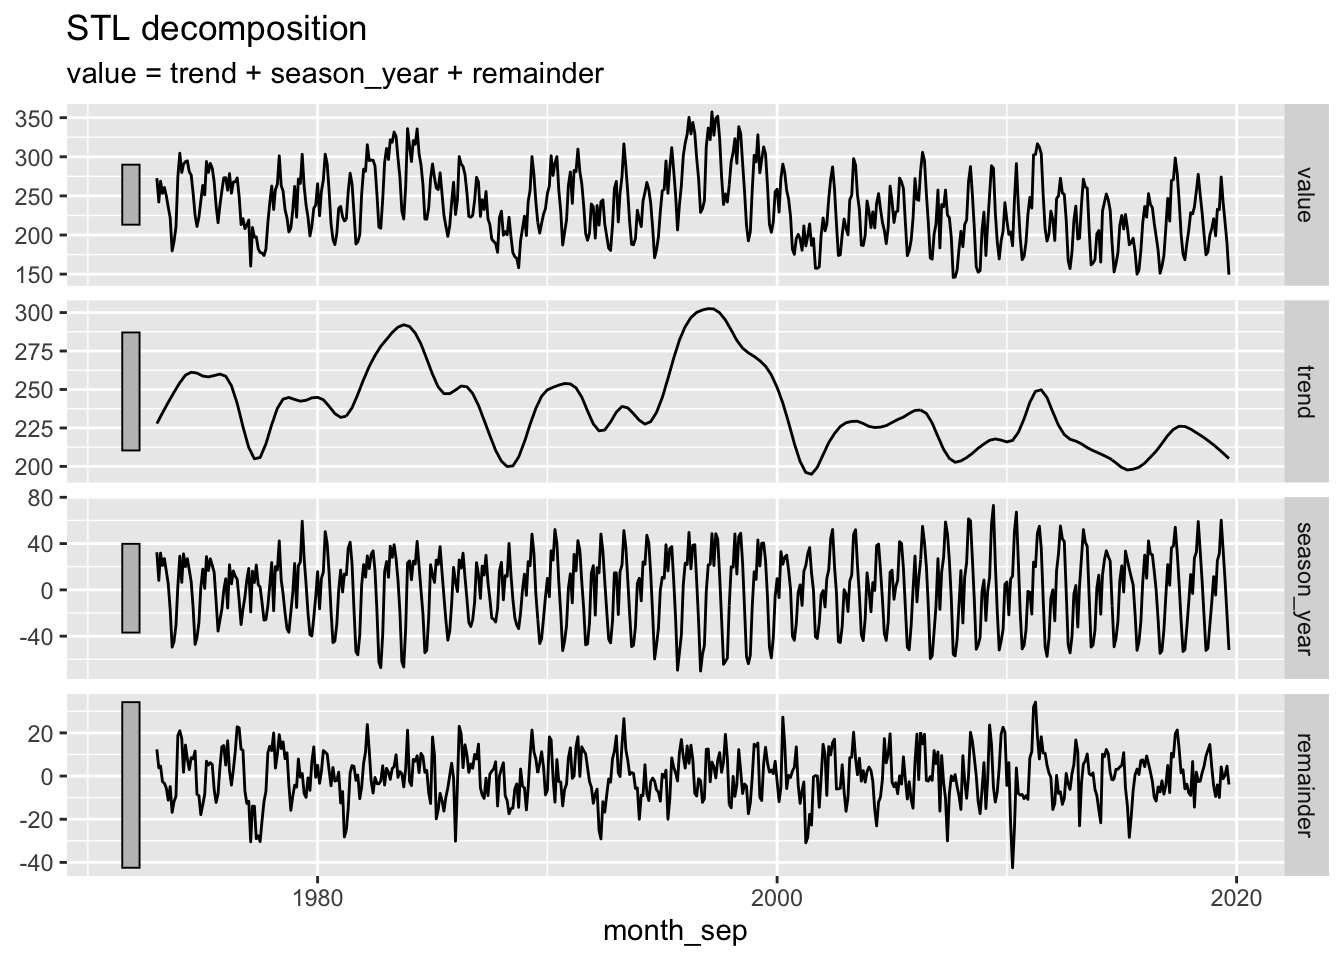 STL decomposition
value = trend + season_year + remainder
350
300
250
200
150
value
300
275
250
225
200
trend
80
40
0
-40
season_year
20
0
-20
-40
remainder
1980 2000 2020
month_sep